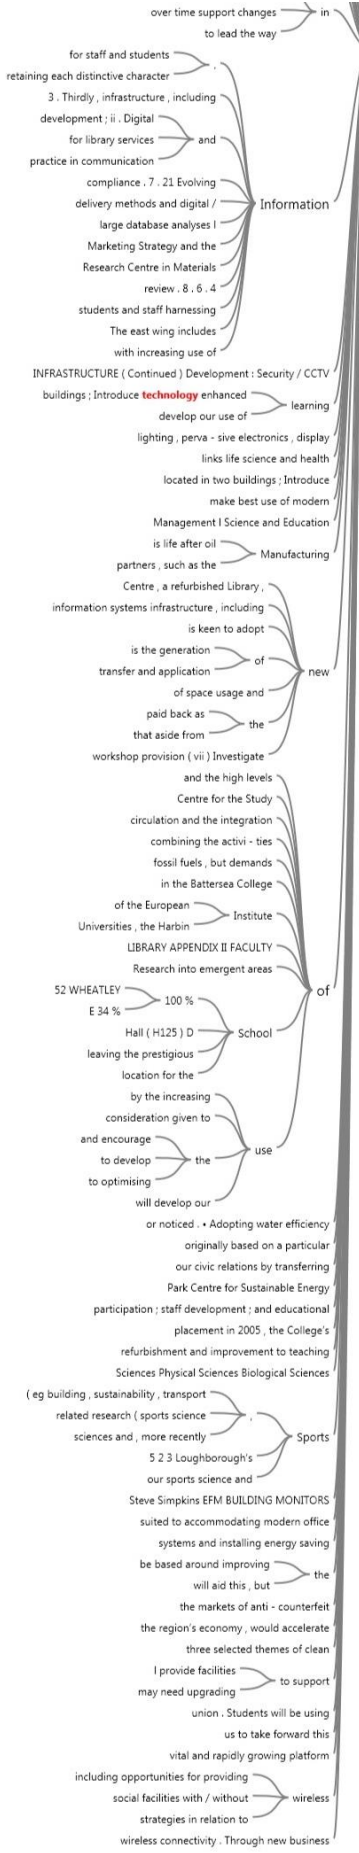 over time support changes
in
to lead the way
for staff and students
,
retaining each distinctive character
3 . Thirdly , infrastructure , including
development ; ii . Digital
for library services
and
practice in communication
compliance . 7 . 21 Evolving
delivery methods and digital /
Information
large database analyses I
Marketing Strategy and the
Research Centre in Materials
review . 8 . 6 . 4
students and staff harnessing
The east wing includes
with increasing use of
INFRASTRUCTURE ( Continued ) Development : Security / CCTV
buildings ; Introduce technology enhanced
learning
develop our use of
lighting , perva - sive electronics , display
links life science and health
located in two buildings ; Introduce
make best use of modern
Management I Science and Education
is life after oil
Manufacturing
partners , such as the
Centre , a refurbished Library ,
information systems infrastructure , including
is keen to adopt
is the generation
of
transfer and application
new
of space usage and
paid back as
the
that aside from
workshop provision ( vii ) Investigate
and the high levels
Centre for the Study
circulation and the integration
combining the activi - ties
fossil fuels , but demands
in the Battersea College
of the European
Institute
Universities , the Harbin
LIBRARY APPENDIX II FACULTY
Research into emergent areas
of
52 WHEATLEY
100 %
E 34 %
Hall ( H125 ) D
School
leaving the prestigious
location for the
by the increasing
consideration given to
and encourage
use
to develop
the
to optimising
will develop our
or noticed . • Adopting water efficiency
originally based on a particular
our civic relations by transferring
Park Centre for Sustainable Energy
participation ; staff development ; and educational
placement in 2005 , the College's
refurbishment and improvement to teaching
Sciences Physical Sciences Biological Sciences
( eg building , sustainability , transport
related research ( sports science
,
sciences and , more recently
Sports
5 2 3 Loughborough's
our sports science and
Steve Simpkins EFM BUILDING MONITORS
suited to accommodating modern office
systems and installing energy saving
be based around improving
the
will aid this , but
the markets of anti - counterfeit
the region's economy , would accelerate
three selected themes of clean
I provide facilities
to support
may need upgrading
union . Students will be using
us to take forward this
vital and rapidly growing platform
including opportunities for providing
social facilities with / without
wireless
strategies in relation to
wireless connectivity . Through new business